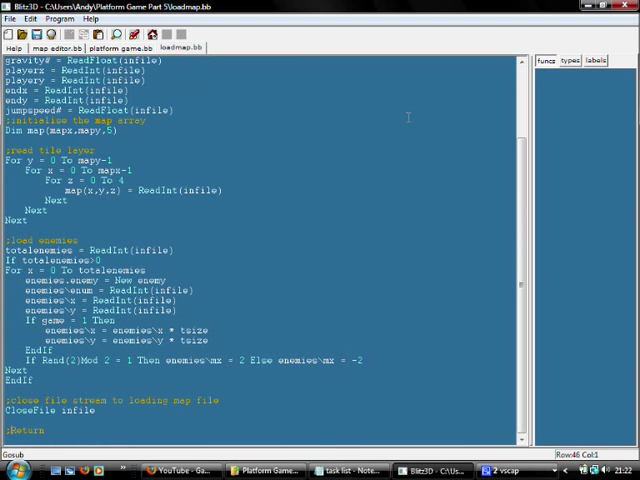 Blitz3D - C:\Users\Andy\Platform Game Part 5\loadmap.bb
File Edit Program Help
Help map editor.bb platform game.bb loadmap.bb
funcs types labels
gravity# = ReadFloat(infile)
playerx = ReadInt(infile)
playery = ReadInt(infile)
endx = ReadInt(infile)
endy = ReadInt(infile)
jumpspeed# = ReadFloat(infile)
;initialise the map array
Dim map(mapx,mapy,5)
;read tile layer
For y = 0 To mapy-1
For x = 0 To mapx-1
For z = 0 To 4
map(x,y,z) = ReadInt(infile)
Next
Next
Next
;load enemies
totalenemies = ReadInt(infile)
If totalenemies>0
For x = 0 To totalenemies
enemies.enemy = New enemy
enemies\enum = ReadInt(infile)
enemies\x = ReadInt(infile)
enemies\y = ReadInt(infile)
If game = 1 Then
enemies\x = enemies\x * tsize
enemies\y = enemies\y * tsize
EndIf
If Rand(2)Mod 2 = 1 Then enemies\mx = 2 Else enemies\mx = -2
Next
EndIf
;close file stream to loading map file
CloseFile infile
;Return
Gosub
Row:46 Col:1
YouTube - Ga... Platform Game... task list - Note... Blitz3D - C:\Us... 2 vscap 21:22